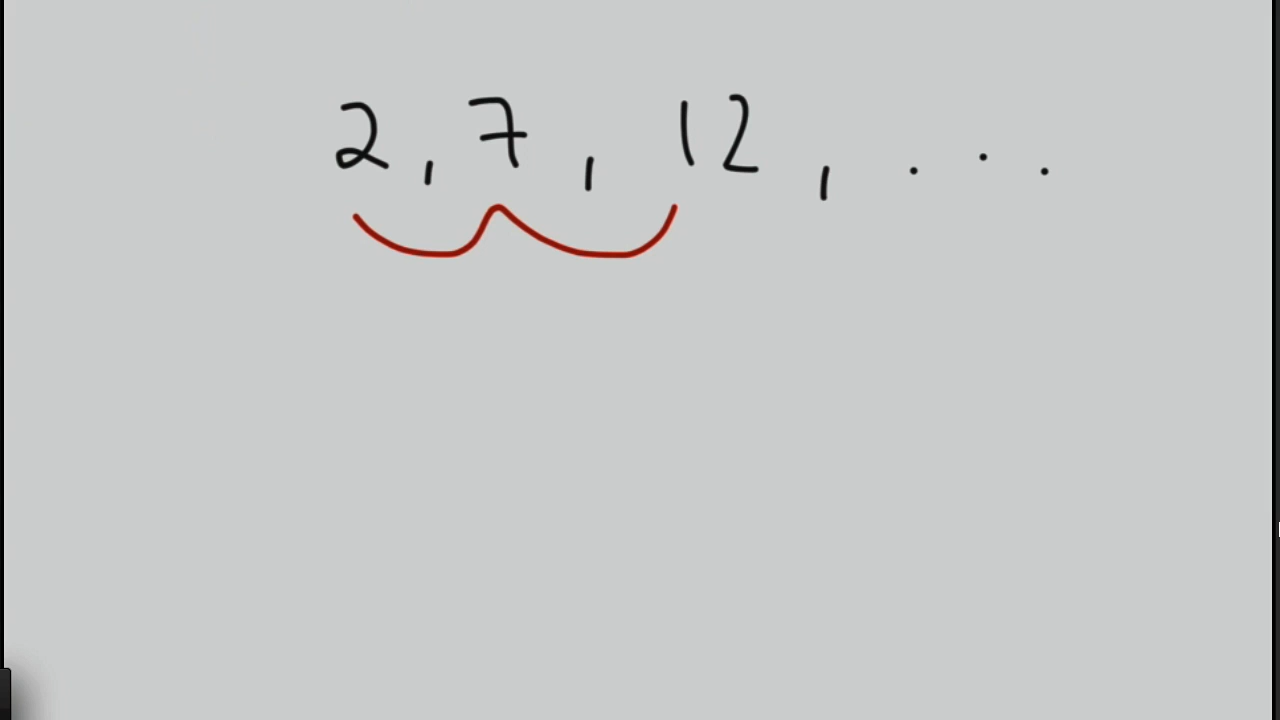 2, 7, 12, . . .